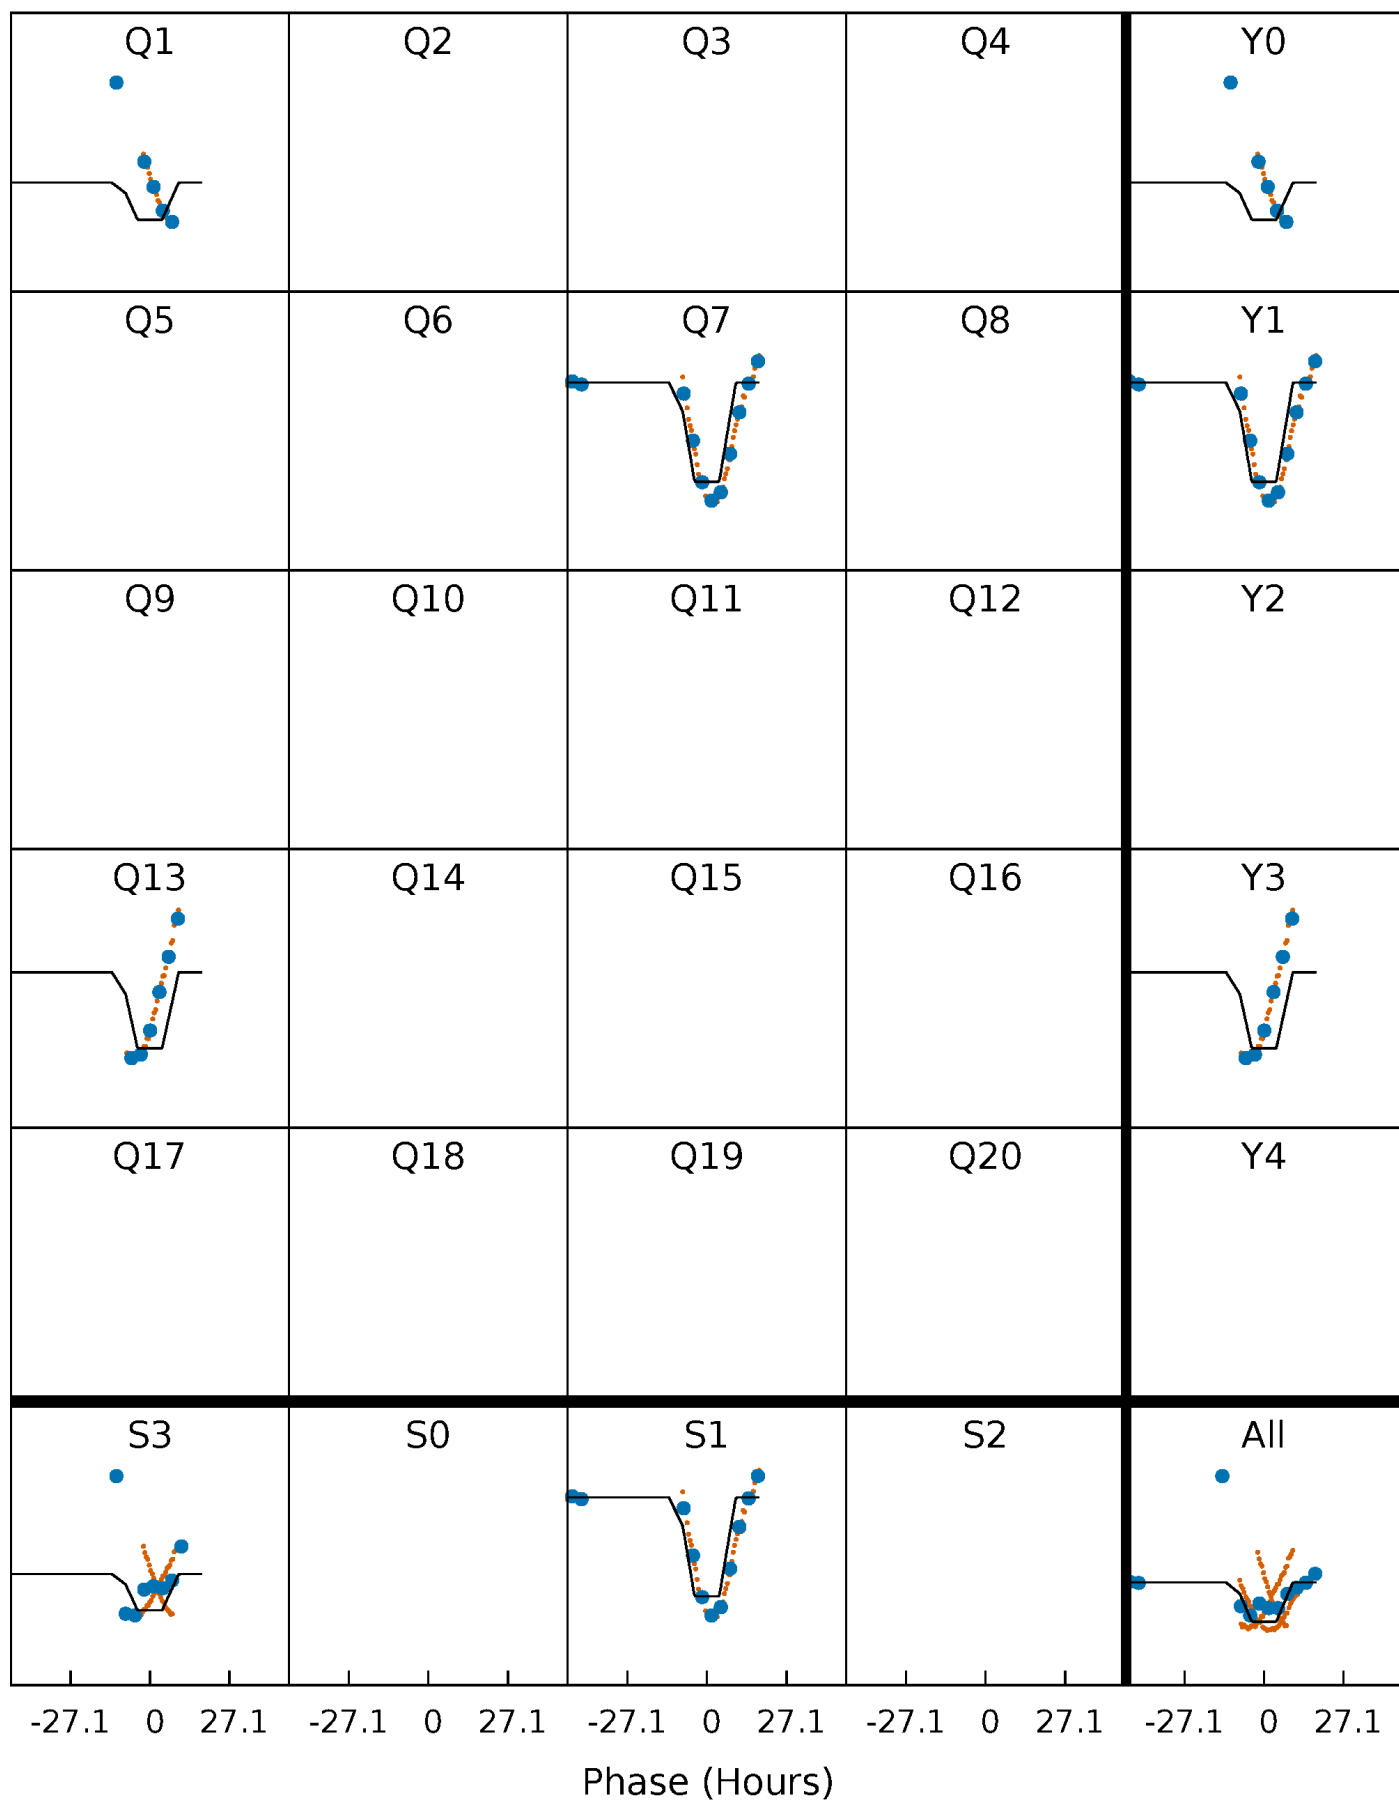 Q1 Q2 Q3 Q4 Y0
Q5 Q6 Q7 Q8 Y1
Q9 Q10 Q11 Q12 Y2
Q13 Q14 Q15 Q16 Y3
Q17 Q18 Q19 Q20 Y4
S3 S0 S1 S2 All
-27.1 0 27.1 -27.1 0 27.1 -27.1 0 27.1 -27.1 0 27.1 -27.1 0 27.1
Phase (Hours)